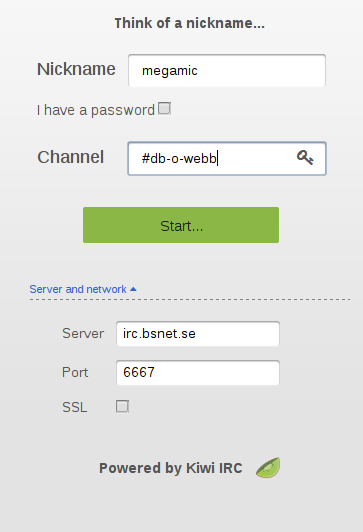 Think of a nickname...
Nickname megamic
I have a password
Channel #db-o-webb
Start...
Server and network
Server irc.bsnet.se
Port 6667
SSL
Powered by Kiwi IRC